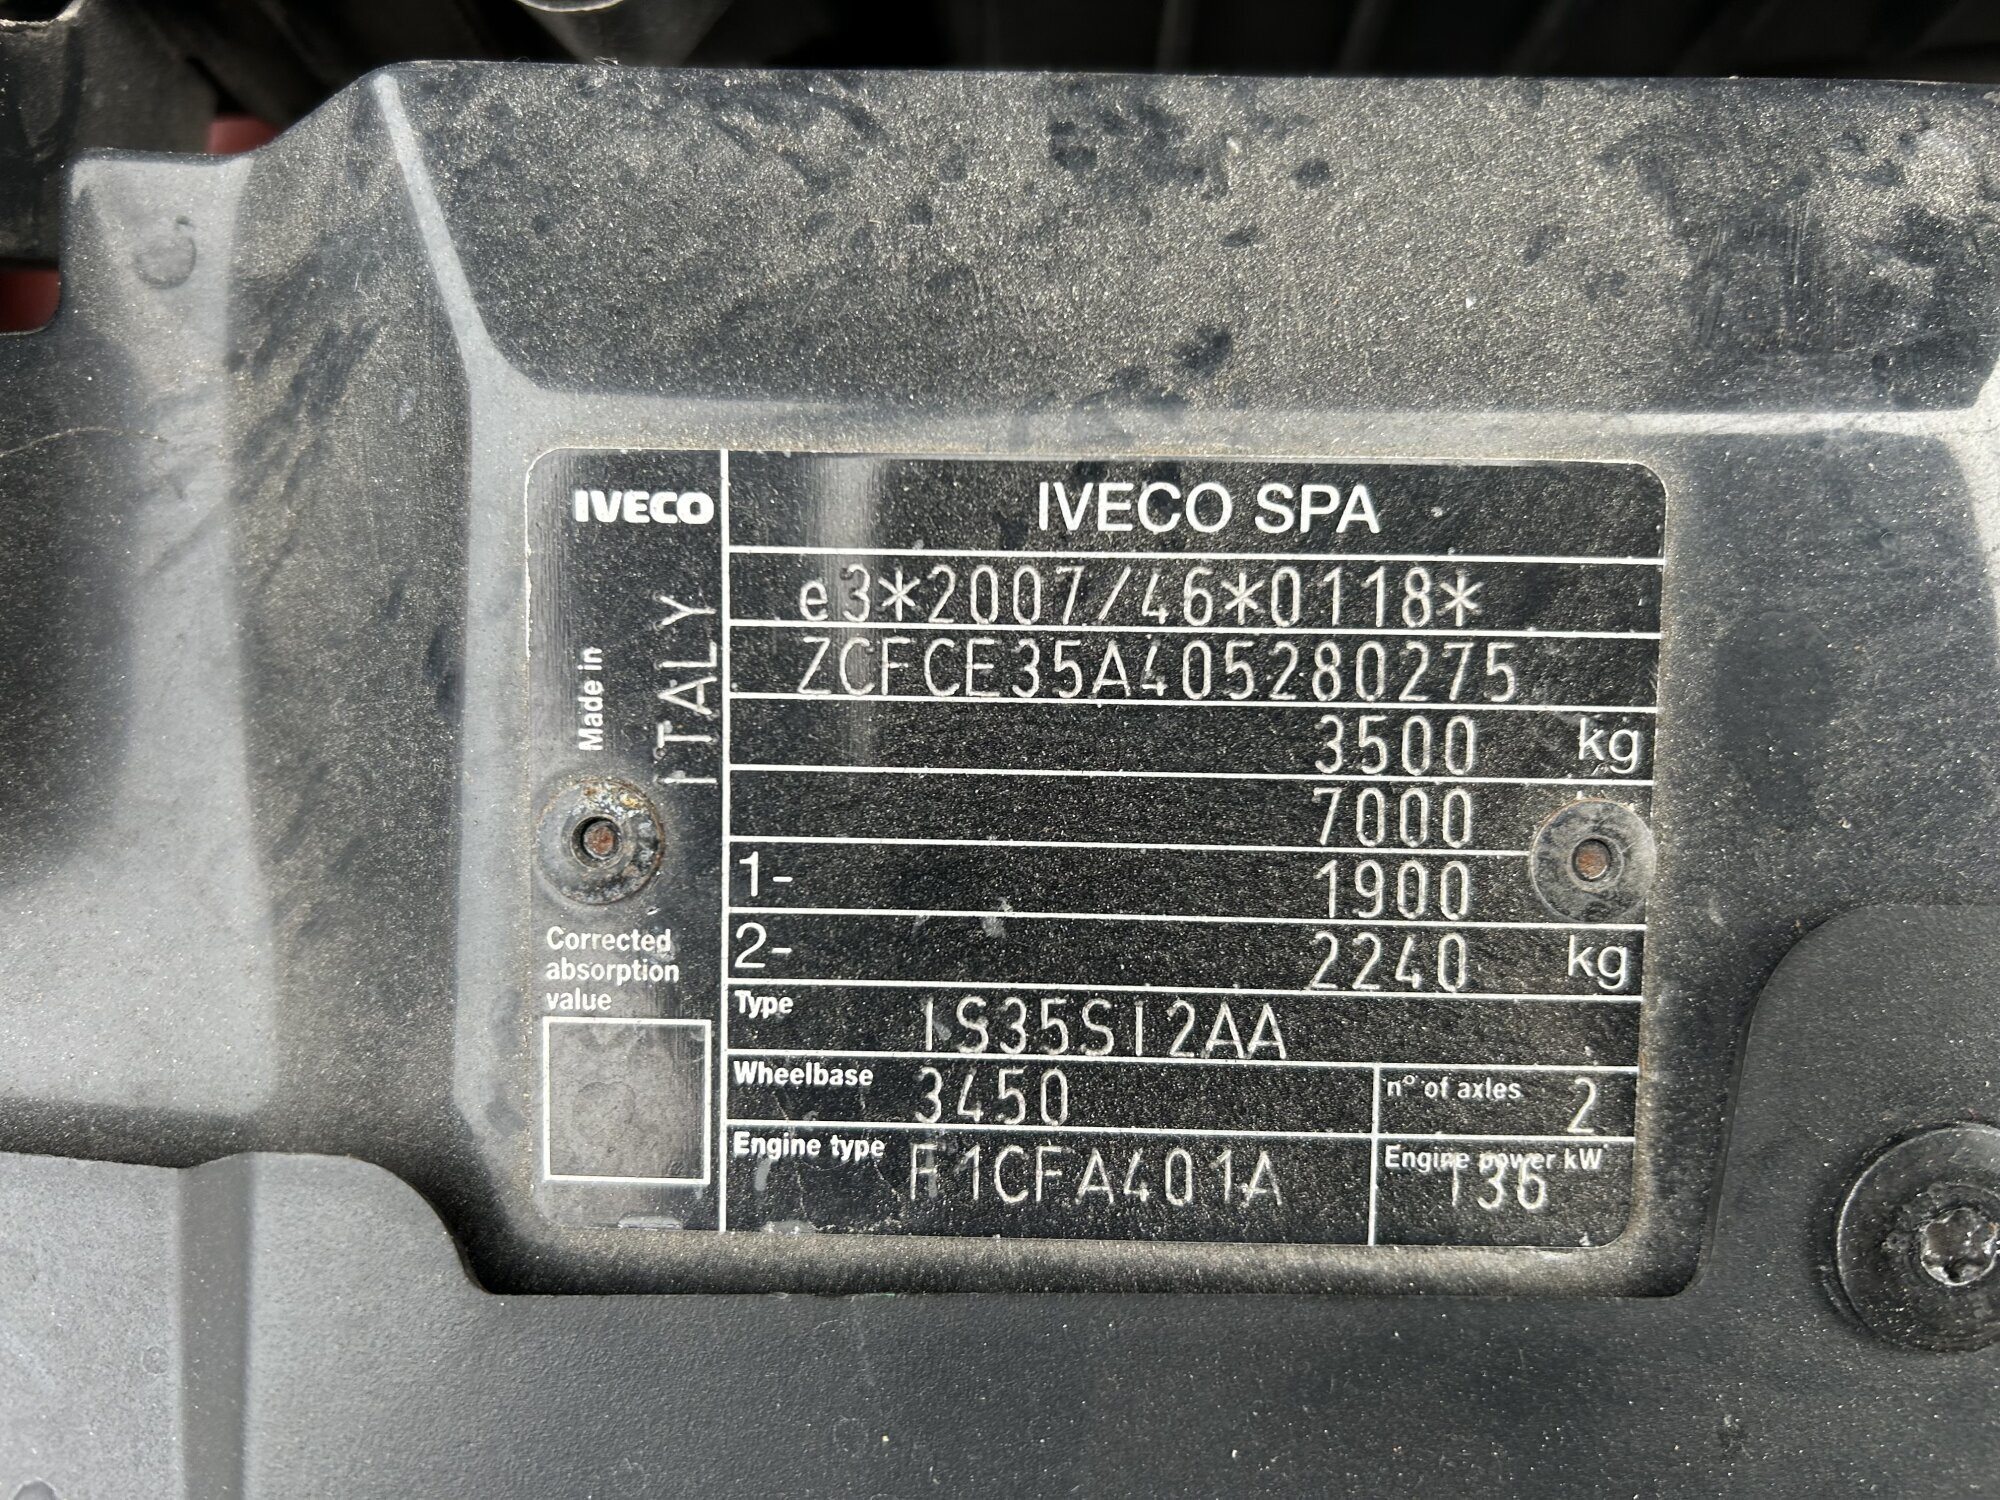 IVECO
IVECO SPA
Made in
ITALY
e3*2007/46*0118*
ZCFCE35A405280275
3500 kg
7000
1- 1900
2- 2240 kg
Corrected
absorption
value
Type IS35SI2AA
Wheelbase 3450
n° of axles 2
Engine type F1CFA401A
Engine power kW
136